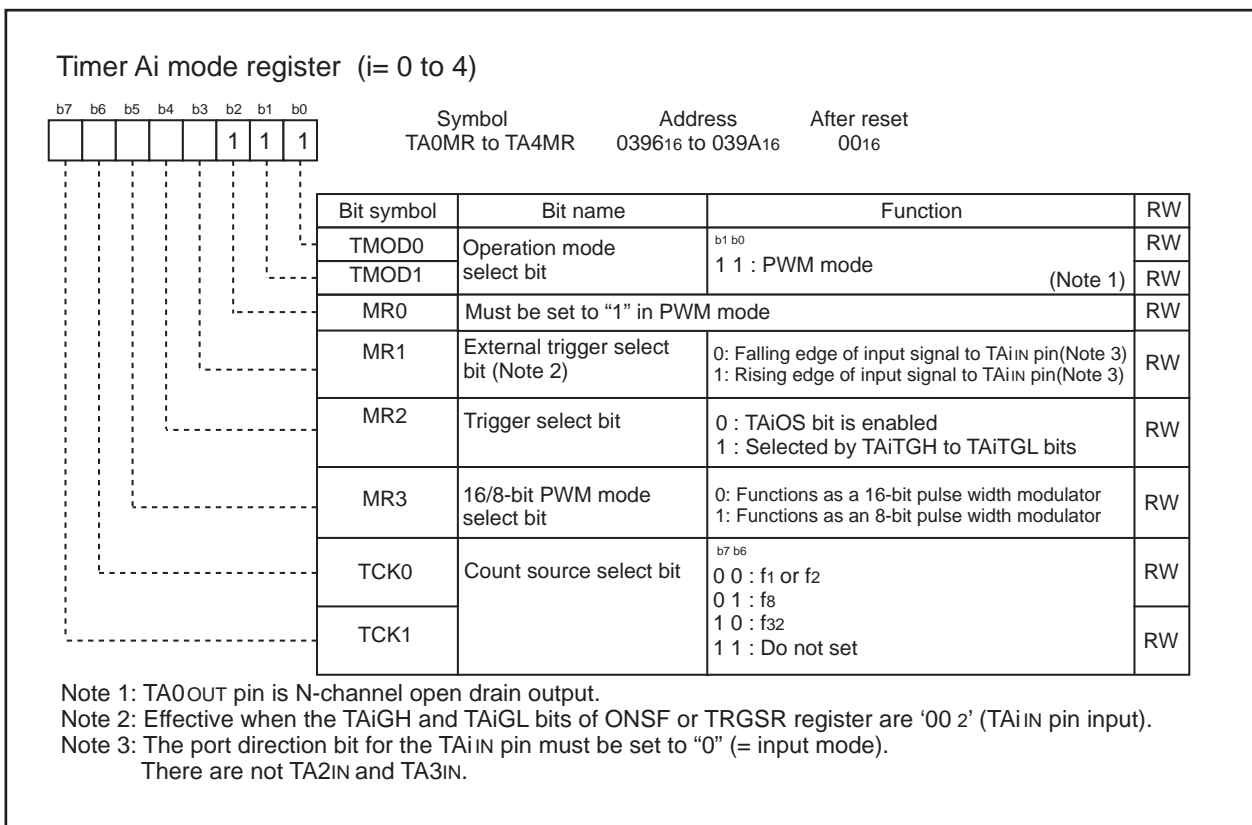 Timer Ai mode register (i= 0 to 4)
b7 b6 b5 b4 b3 b2 b1 b0
1 1 1
Symbol Address After reset
TA0MR to TA4MR 039616 to 039A16 0016
Bit symbol Bit name Function RW
TMOD0 Operation mode select bit b1 b0 RW
TMOD1 1 1 : PWM mode (Note 1) RW
MR0 Must be set to “1” in PWM mode RW
MR1 External trigger select bit (Note 2) RW
0: Falling edge of input signal to TAiIN pin(Note 3)
1: Rising edge of input signal to TAiIN pin(Note 3)
MR2 Trigger select bit RW
0 : TAiOS bit is enabled
1 : Selected by TAiTGH to TAiTGL bits
MR3 16/8-bit PWM mode select bit RW
0: Functions as a 16-bit pulse width modulator
1: Functions as an 8-bit pulse width modulator
TCK0 Count source select bit RW
b7 b6
0 0 : f1 or f2
0 1 : f8
1 0 : f32
1 1 : Do not set
TCK1 RW
Note 1: TA0OUT pin is N-channel open drain output.
Note 2: Effective when the TAiGH and TAiGL bits of ONSF or TRGSR register are ‘00 2’ (TAiIN pin input).
Note 3: The port direction bit for the TAiIN pin must be set to “0” (= input mode).
There are not TA2IN and TA3IN.